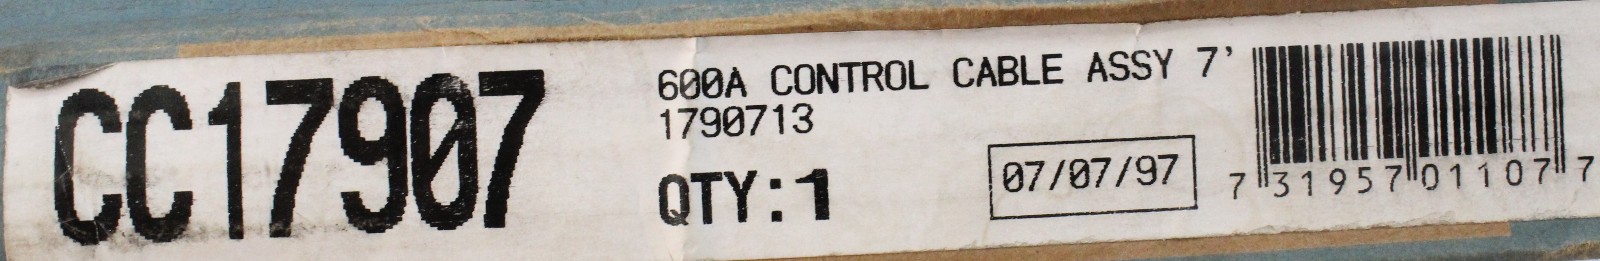 CC17907
600A CONTROL CABLE ASSY 7'
1790713
QTY:1
07/07/97
7 31957 01107 7